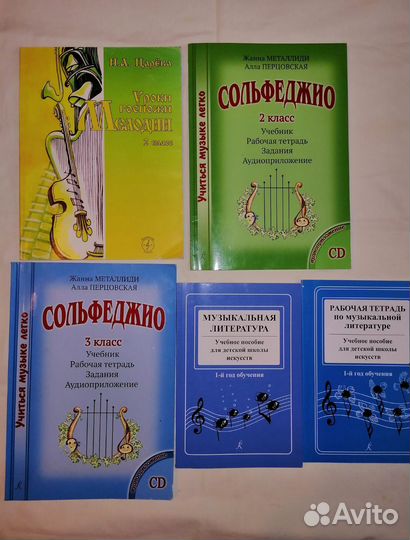 Н.А. Царёва
Уроки
госпожи
Мелодии
2 класс
Жанна МЕТАЛЛИДИ
Алла ПЕРЦОВСКАЯ
СОЛЬФЕДЖИО
2 класс
Учебник
Рабочая тетрадь
Задания
Аудиоприложение
Учиться музыке легко
CD
Жанна МЕТАЛЛИДИ
Алла ПЕРЦОВСКАЯ
СОЛЬФЕДЖИО
3 класс
Учебник
Рабочая тетрадь
Задания
Аудиоприложение
Учиться музыке легко
CD
МУЗЫКАЛЬНАЯ
ЛИТЕРАТУРА
Учебное пособие
для детской школы
искусств
1-й год обучения
РАБОЧАЯ ТЕТРАДЬ
по музыкальной
литературе
Учебное пособие
для детской школы
искусств
1-й год обучения
Avito